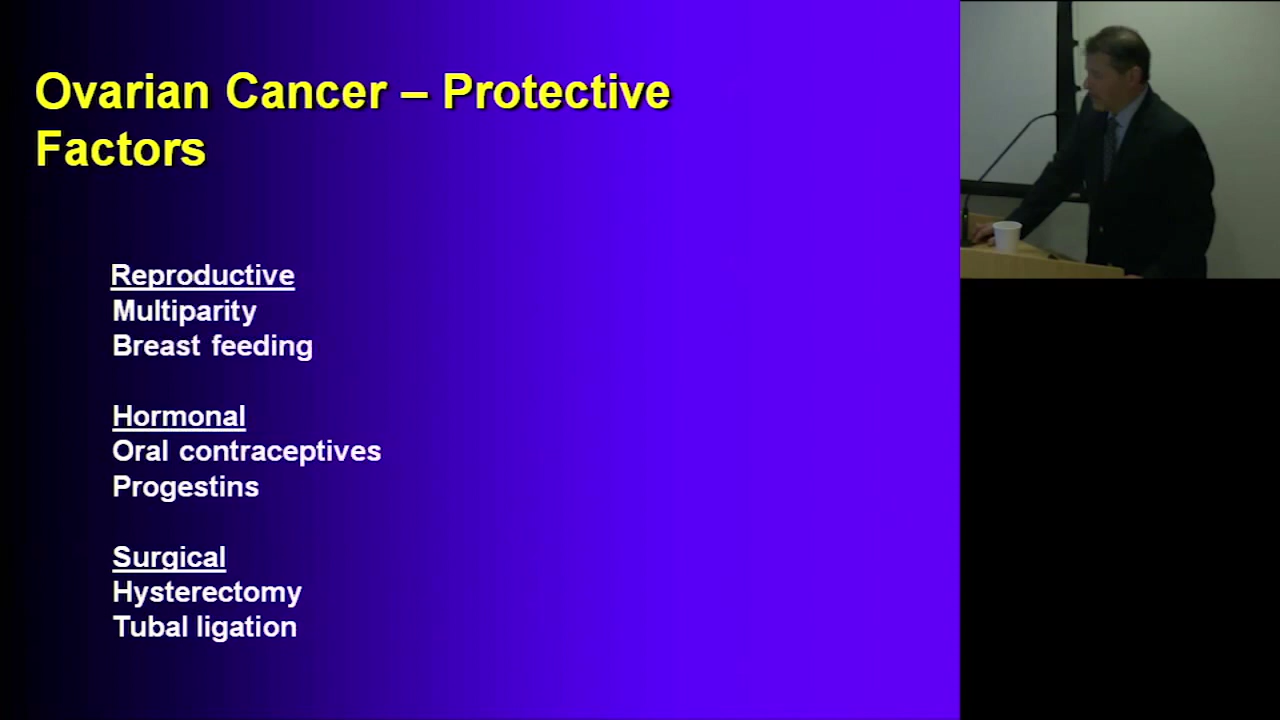 Ovarian Cancer – Protective
Factors
Reproductive
Multiparity
Breast feeding
Hormonal
Oral contraceptives
Progestins
Surgical
Hysterectomy
Tubal ligation